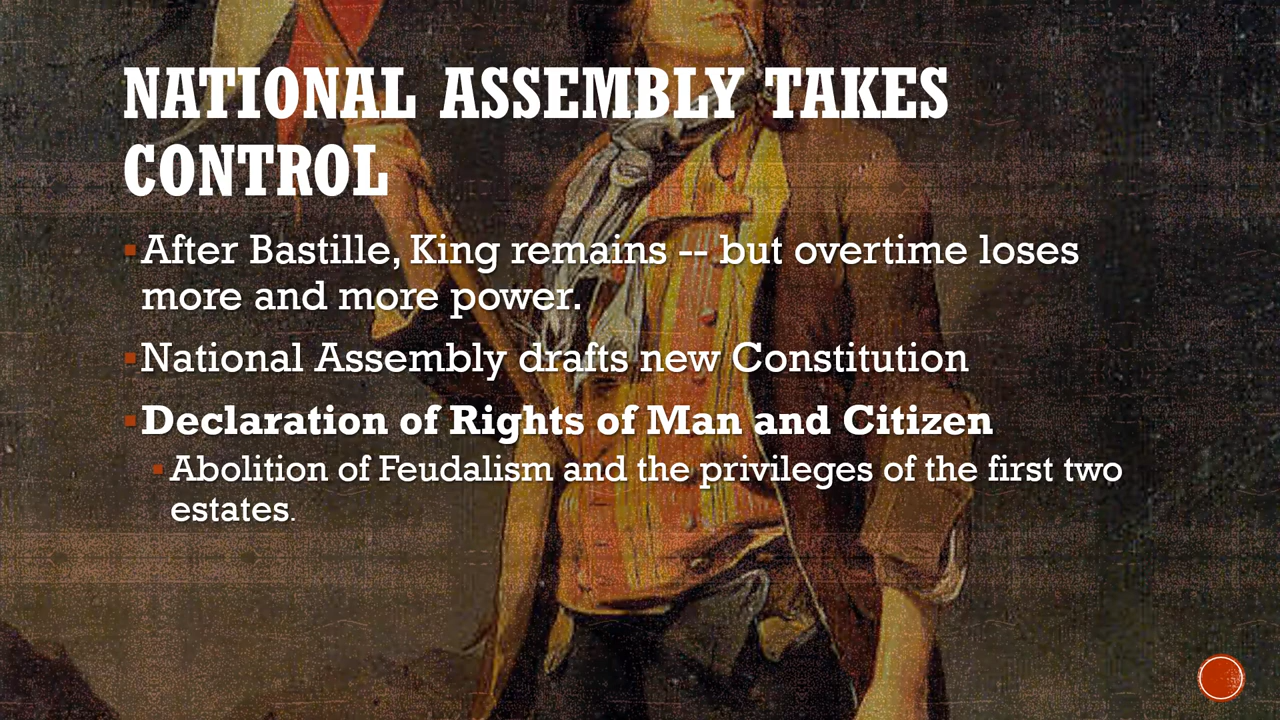 NATIONAL ASSEMBLY TAKES
CONTROL
▪After Bastille, King remains -- but overtime loses
more and more power.
▪National Assembly drafts new Constitution
▪Declaration of Rights of Man and Citizen
▪Abolition of Feudalism and the privileges of the first two
estates.